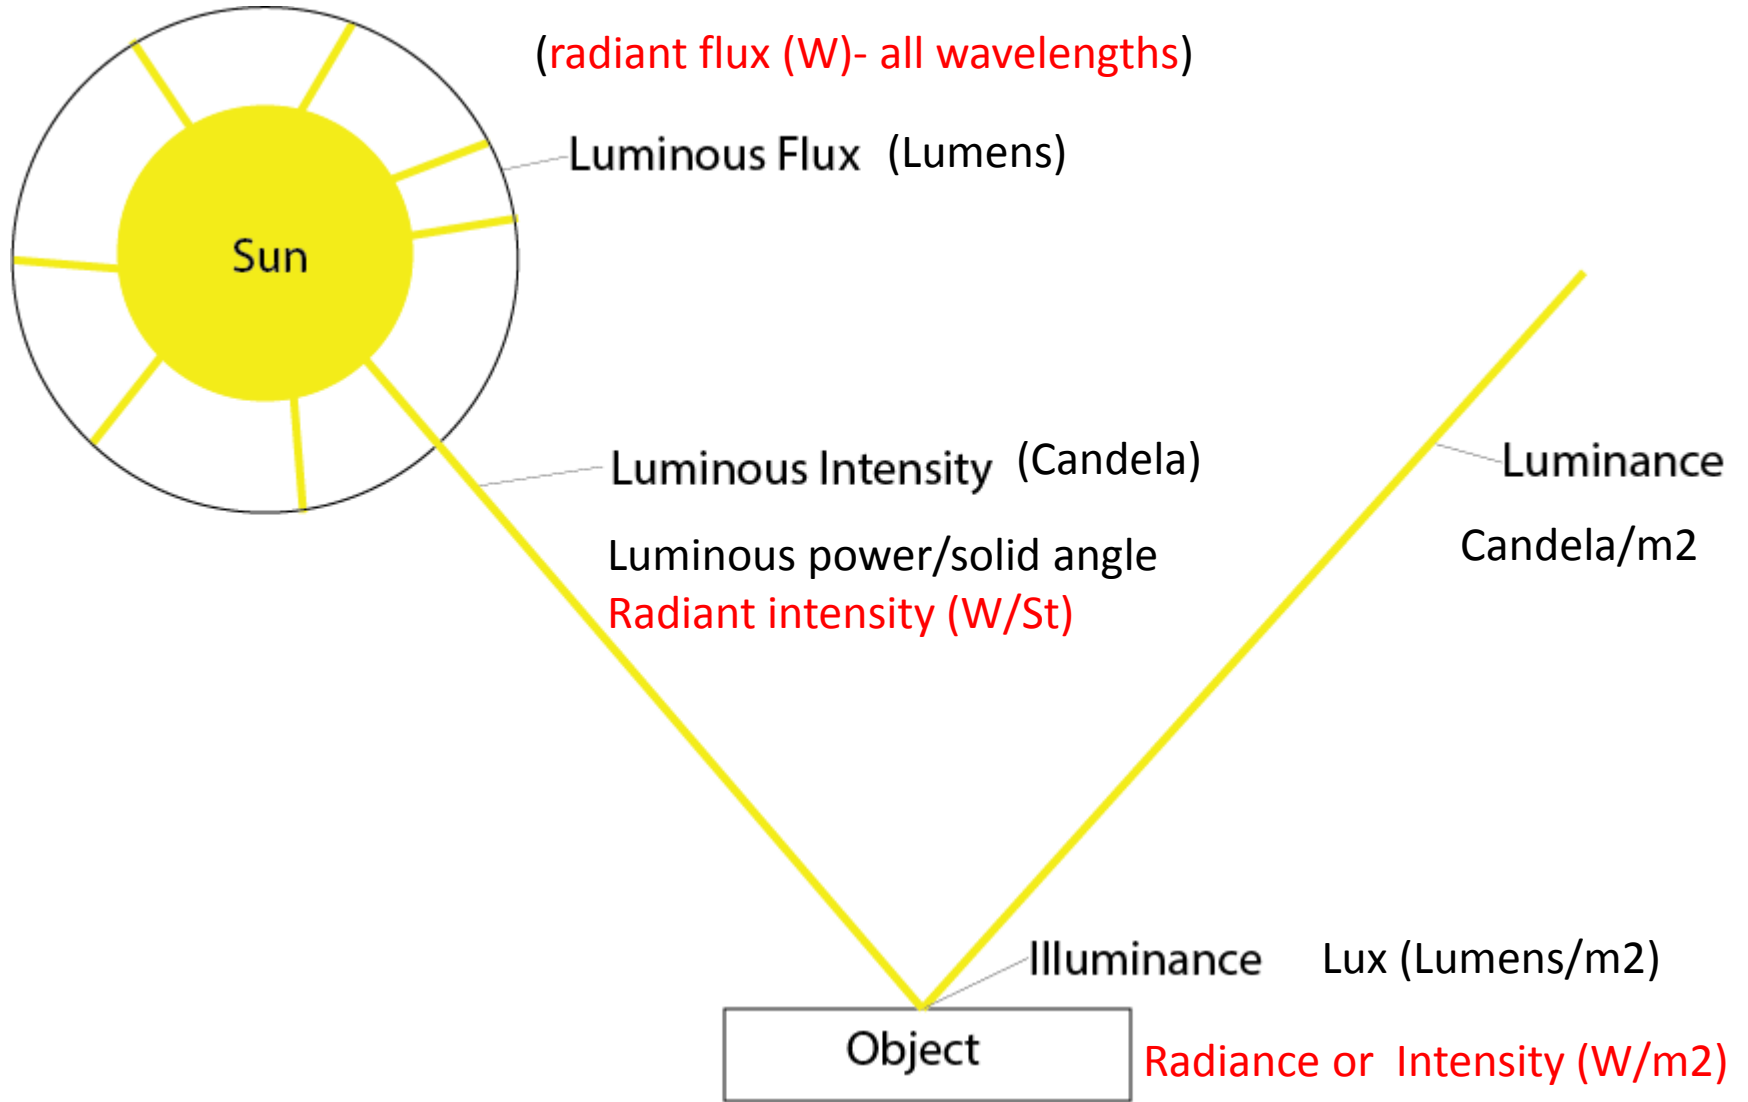 (radiant flux (W)- all wavelengths)
Luminous Flux (Lumens)
Sun
Luminous Intensity (Candela)
Luminance
Luminous power/solid angle
Candela/m2
Radiant intensity (W/St)
Illuminance Lux (Lumens/m2)
Object
Radiance or Intensity (W/m2)